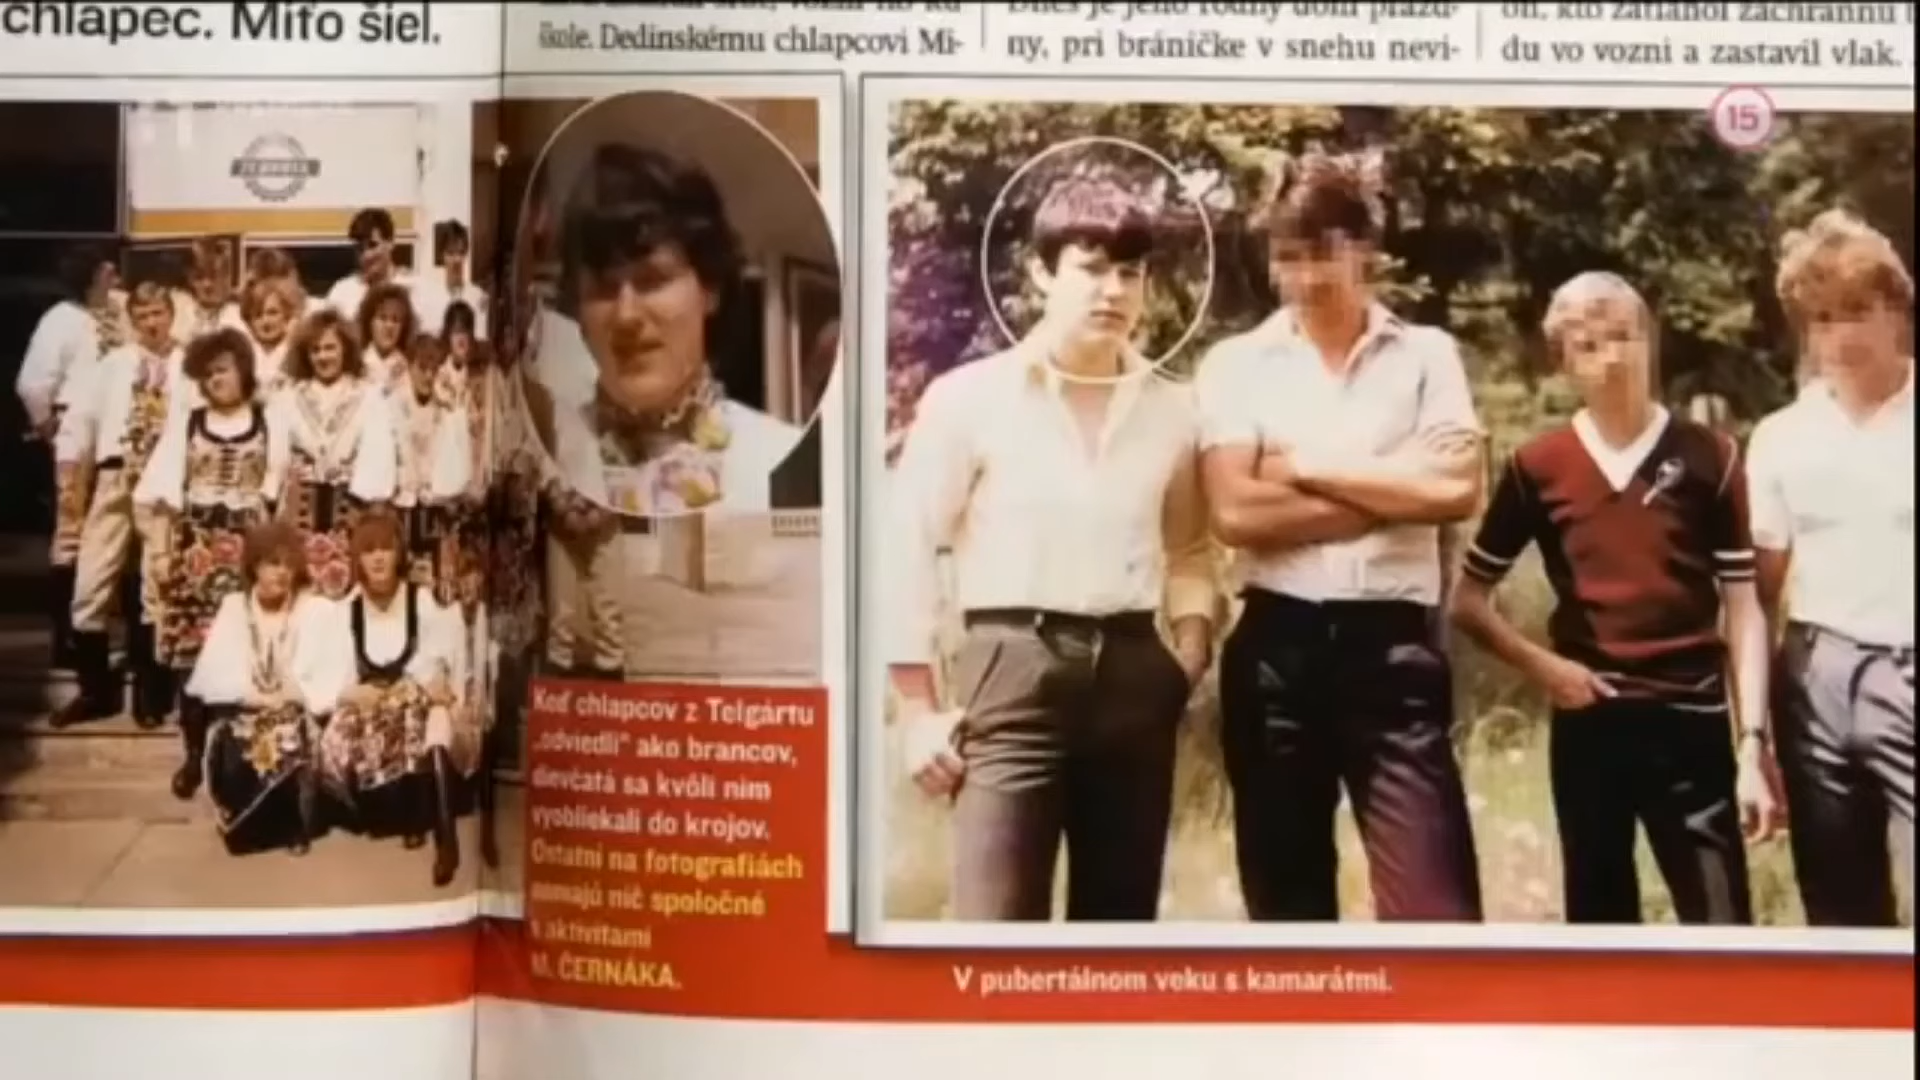 chlapec. Miťo šiel.
škole. Dedinskému chlapcovi Mi-
ny, pri bráničke v snehu nevi-
du vo vozni a zastavil vlak.
15
Keď chlapcov z Telgártu
„odviedli“ ako brancov,
dievčatá sa kvôli nim
vyobliekali do krojov.
Ostatní na fotografiách
nemajú nič spoločné
s aktivitami
M. ČERNÁKA.
V pubertálnom veku s kamarátmi.